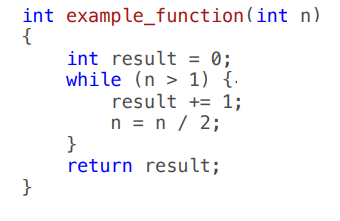 int example_function(int n)
{
    int result = 0;
    while (n > 1) {
        result += 1;
        n = n / 2;
    }
    return result;
}